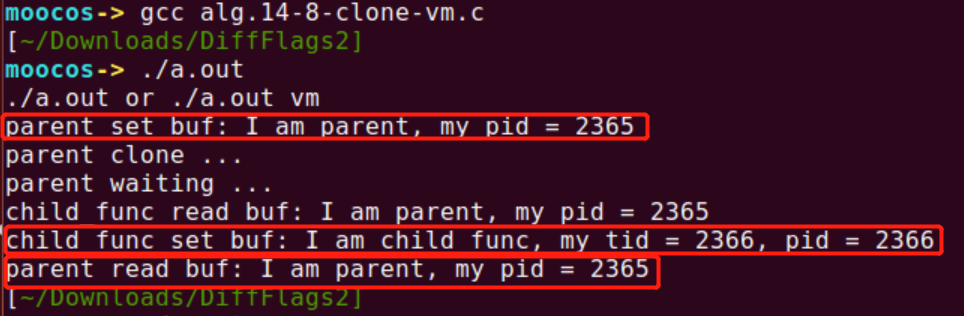 moocos-> gcc alg.14-8-clone-vm.c
[~/Downloads/DiffFlags2]
moocos-> ./a.out
./a.out or ./a.out vm
parent set buf: I am parent, my pid = 2365
parent clone ...
parent waiting ...
child func read buf: I am parent, my pid = 2365
child func set buf: I am child func, my tid = 2366, pid = 2366
parent read buf: I am parent, my pid = 2365
[~/Downloads/DiffFlags2]